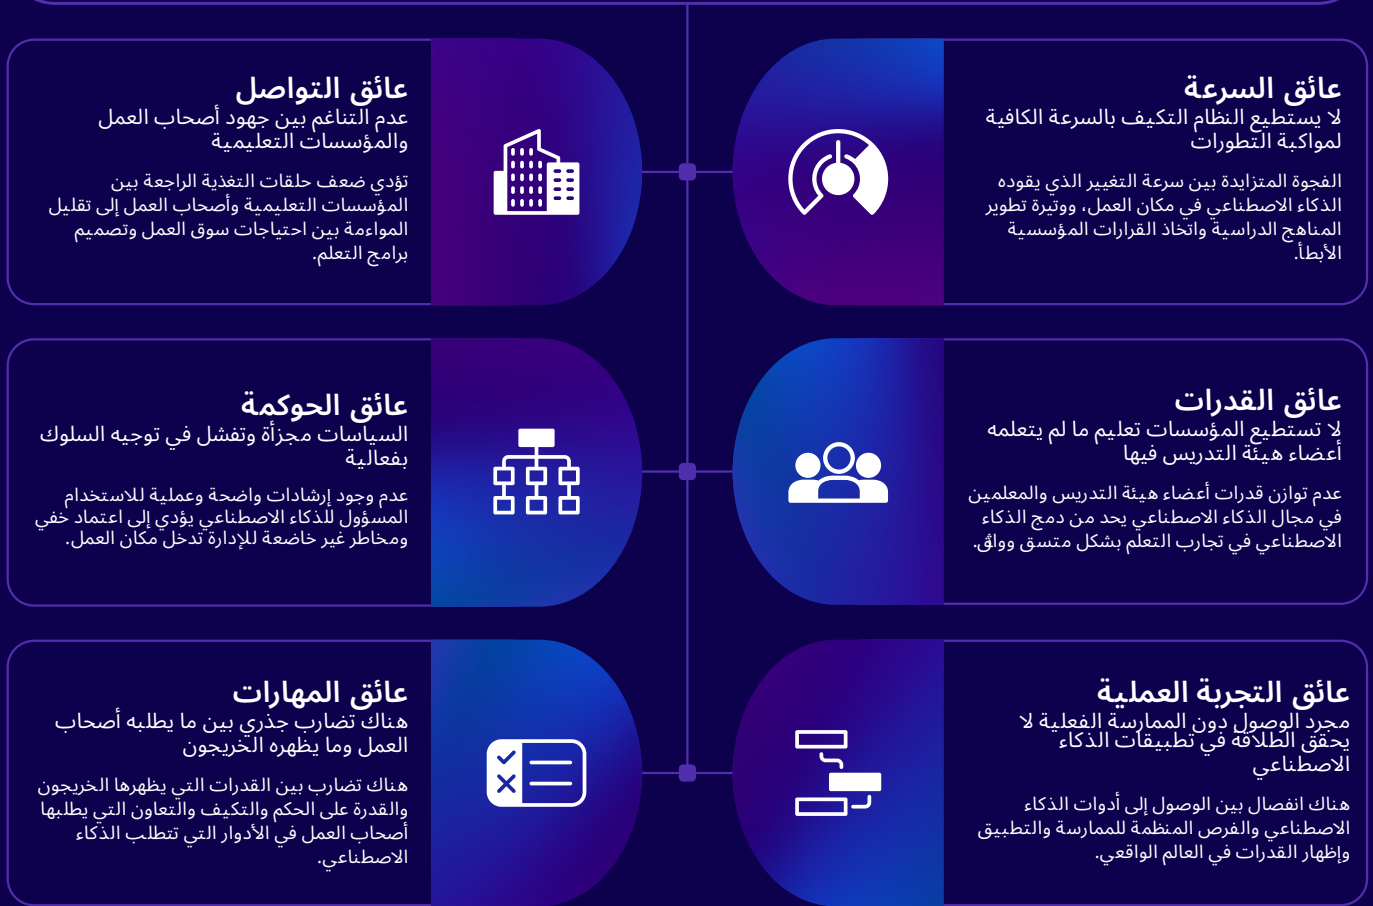 عائق السرعة
لا يستطيع النظام التكيف بالسرعة الكافية
لمواكبة التطورات
الفجوة المتزايدة بين سرعة التغيير الذي يقوده
الذكاء الاصطناعي في مكان العمل، ووتيرة تطوير
المناهج الدراسية واتخاذ القرارات المؤسسية
الأبطأ.
عائق التواصل
عدم التناغم بين جهود أصحاب العمل
والمؤسسات التعليمية
تؤدي ضعف حلقات التغذية الراجعة بين
المؤسسات التعليمية وأصحاب العمل إلى تقليل
المواءمة بين احتياجات سوق العمل وتصميم
برامج التعلم.
عائق القدرات
لا تستطيع المؤسسات تعليم ما لم يتعلمه
أعضاء هيئة التدريس فيها
عدم توازن قدرات أعضاء هيئة التدريس والمعلمين
في مجال الذكاء الاصطناعي يحد من دمج الذكاء
الاصطناعي في تجارب التعلم بشكل متسق وواثق.
عائق الحوكمة
السياسات مجزأة وتفشل في توجيه السلوك
بفعالية
عدم وجود إرشادات واضحة وعملية للاستخدام
المسؤول للذكاء الاصطناعي يؤدي إلى اعتماد خفي
ومخاطر غير خاضعة للإدارة تدخل مكان العمل.
عائق التجربة العملية
مجرد الوصول دون الممارسة الفعلية لا
يحقق الطلاقة في تطبيقات الذكاء
الاصطناعي
هناك انفصال بين الوصول إلى أدوات الذكاء
الاصطناعي والفرص المنظمة للممارسة والتطبيق
وإظهار القدرات في العالم الواقعي.
عائق المهارات
هناك تضارب جذري بين ما يطلبه أصحاب
العمل وما يظهره الخريجون
هناك تضارب بين القدرات التي يظهرها الخريجون
والقدرة على الحكم والتكيف والتعاون التي يطلبها
أصحاب العمل في الأدوار التي تتطلب الذكاء
الاصطناعي.